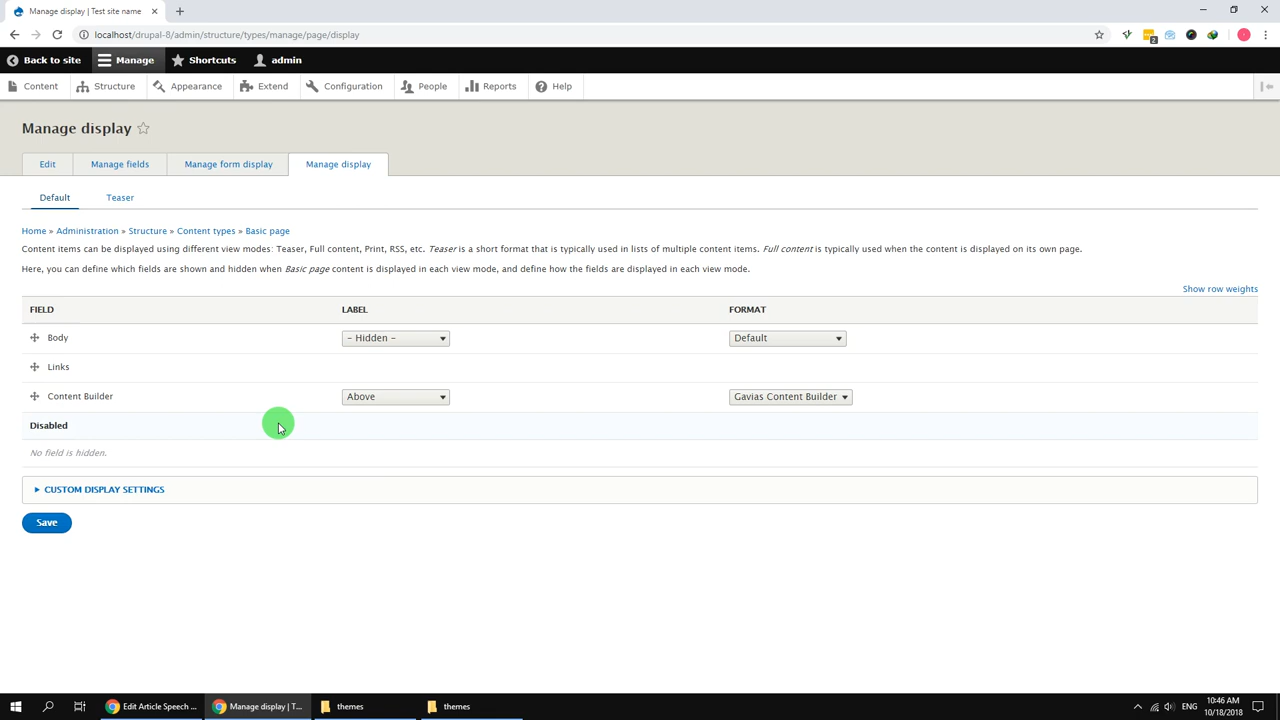 Manage display | Test site name
localhost/drupal-8/admin/structure/types/manage/page/display
2
Back to site Manage Shortcuts admin
Content Structure Appearance Extend Configuration People Reports Help
Manage display
Edit Manage fields Manage form display Manage display
Default Teaser
Home » Administration » Structure » Content types » Basic page
Content items can be displayed using different view modes: Teaser, Full content, Print, RSS, etc. Teaser is a short format that is typically used in lists of multiple content items. Full content is typically used when the content is displayed on its own page.
Here, you can define which fields are shown and hidden when Basic page content is displayed in each view mode, and define how the fields are displayed in each view mode.
Show row weights
FIELD LABEL FORMAT
Body - Hidden - Default
Links
Content Builder Above Gavias Content Builder
Disabled
No field is hidden.
CUSTOM DISPLAY SETTINGS
Save
Edit Article Speech ... Manage display | T... themes themes ENG 10:46 AM
10/18/2018